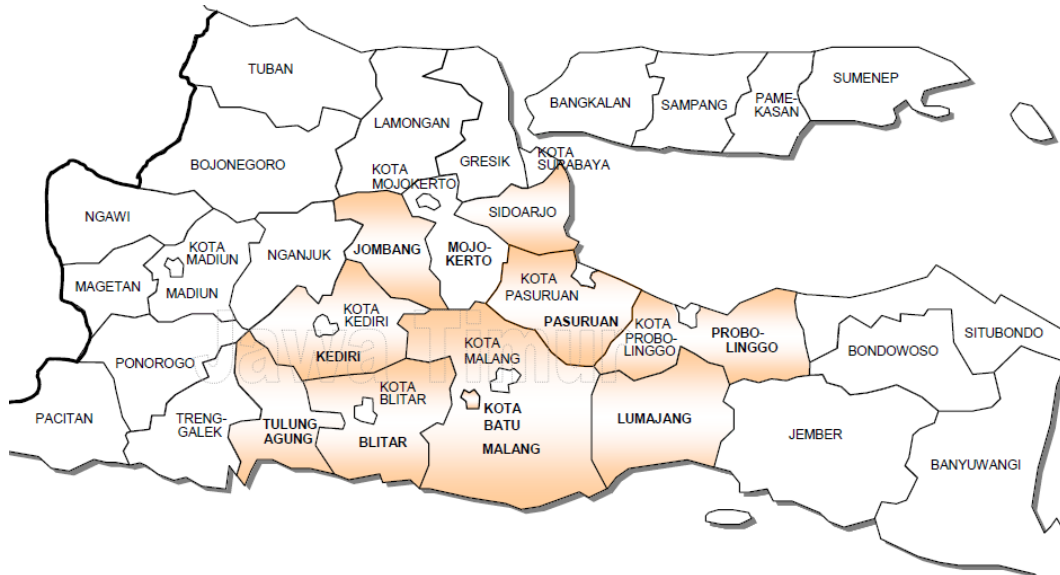 TUBAN
LAMONGAN
BANGKALAN
SAMPANG
PAME-
KASAN
SUMENEP
BOJONEGORO
KOTA
MOJOKERTO
GRESIK
KOTA
SURABAYA
NGAWI
KOTA
MADIUN
NGANJUK
JOMBANG
MOJO-
KERTO
SIDOARJO
MAGETAN
MADIUN
KOTA
PASURUAN
PASURUAN
KOTA
KEDIRI
KEDIRI
KOTA
MALANG
KOTA
PROBO-
LINGGO
PROBO-
LINGGO
SITUBONDO
BONDOWOSO
PONOROGO
Jawa Timur
PACITAN
TRENG-
GALEK
TULUNG
AGUNG
KOTA
BLITAR
BLITAR
KOTA
BATU
MALANG
LUMAJANG
JEMBER
BANYUWANGI